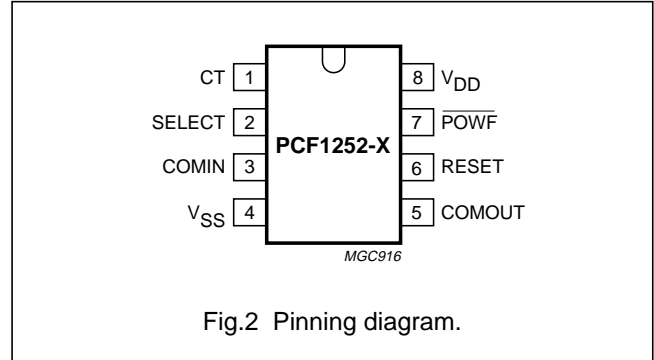 CT 1 8 VDD
SELECT 2 7 POWF
COMIN 3 PCF1252-X 6 RESET
VSS 4 5 COMOUT
MGC916
Fig.2 Pinning diagram.